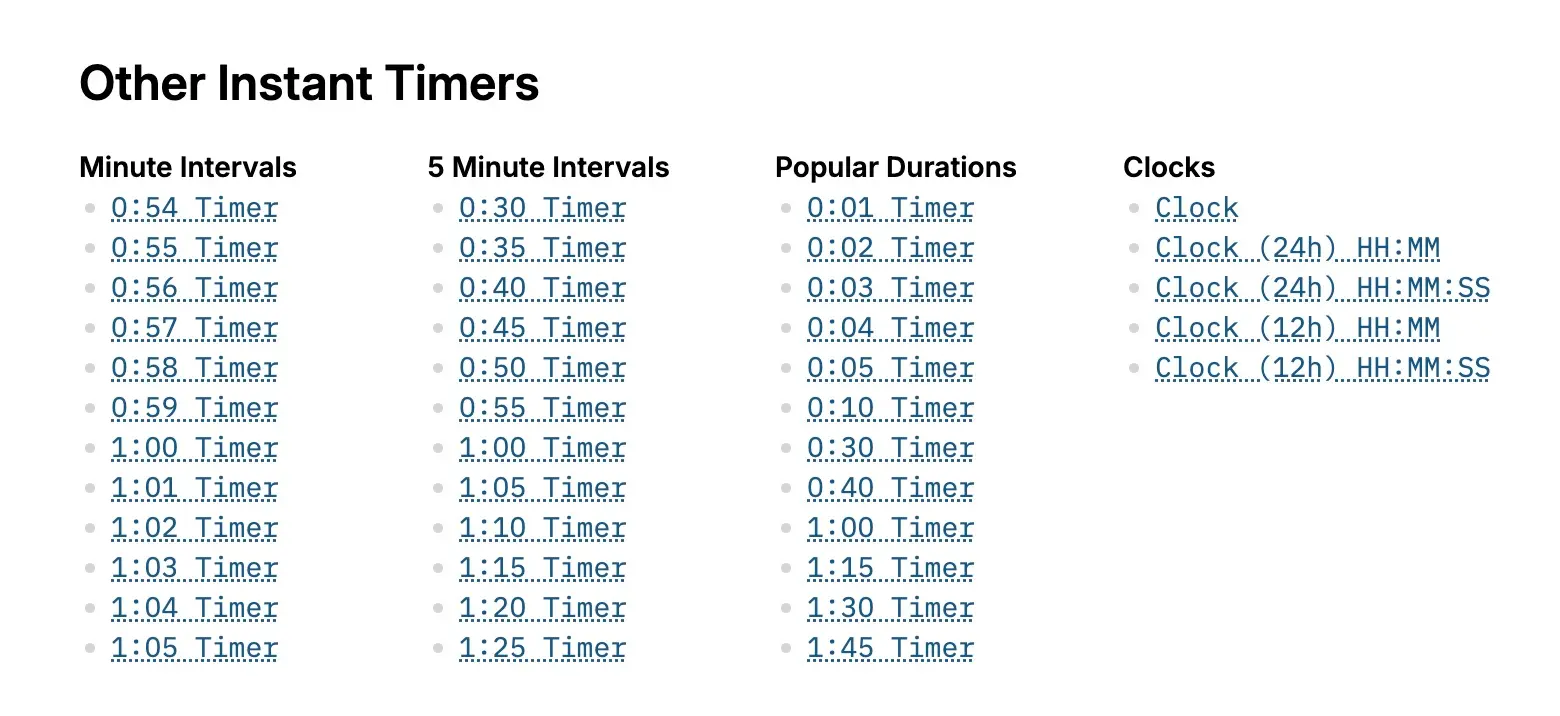 Other Instant Timers
Minute Intervals
0:54 Timer
0:55 Timer
0:56 Timer
0:57 Timer
0:58 Timer
0:59 Timer
1:00 Timer
1:01 Timer
1:02 Timer
1:03 Timer
1:04 Timer
1:05 Timer
5 Minute Intervals
0:30 Timer
0:35 Timer
0:40 Timer
0:45 Timer
0:50 Timer
0:55 Timer
1:00 Timer
1:05 Timer
1:10 Timer
1:15 Timer
1:20 Timer
1:25 Timer
Popular Durations
0:01 Timer
0:02 Timer
0:03 Timer
0:04 Timer
0:05 Timer
0:10 Timer
0:30 Timer
0:40 Timer
1:00 Timer
1:15 Timer
1:30 Timer
1:45 Timer
Clocks
Clock
Clock (24h) HH:MM
Clock (24h) HH:MM:SS
Clock (12h) HH:MM
Clock (12h) HH:MM:SS